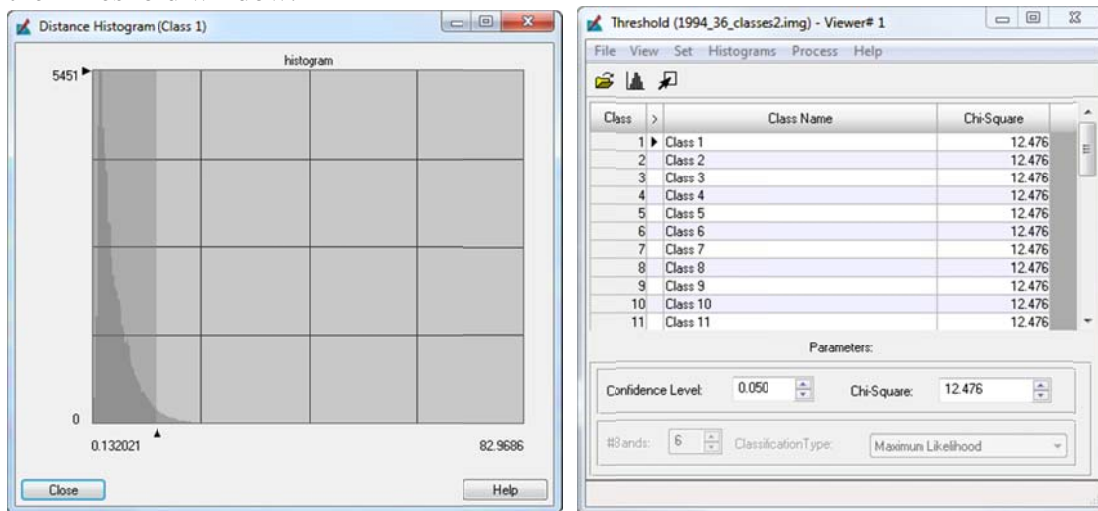 Distance Histogram (Class 1)
histogram
5451
0
0.132021
82.9686
Close
Help
Threshold (1994_36_classes2.img) - Viewer# 1
File View Set Histograms Process Help
Class > Class Name Chi-Square
1 Class 1 12.476
2 Class 2 12.476
3 Class 3 12.476
4 Class 4 12.476
5 Class 5 12.476
6 Class 6 12.476
7 Class 7 12.476
8 Class 8 12.476
9 Class 9 12.476
10 Class 10 12.476
11 Class 11 12.476
Parameters:
Confidence Level: 0.050 Chi-Square: 12.476
#Bands: 6 ClassificationType: Maximum Likelihood